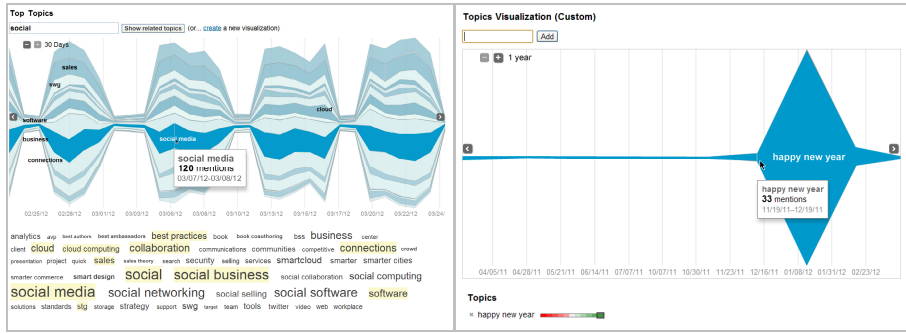 Top Topics
social Show related topics (or... create a new visualization)
30 Days
sales
swg
cloud
software
business
social media
connections
social media
120 mentions
03/07/12-03/08/12
02/25/12 02/28/12 03/01/12 03/03/12 03/06/12 03/08/12 03/10/12 03/13/12 03/15/12 03/17/12 03/20/12 03/22/12 03/24/
analytics avp best authors best ambassadors best practices book book coauthoring bss business center
client cloud cloud computing collaboration communications communities competitive connections crowd
presentation project quick sales sales theory search security selling services smartcloud smarter smarter cities
smarter commerce smart design social social business social collaboration social computing
social media social networking social selling social software software
solutions standards stg storage strategy support swg target team tools twitter video web workplace
Topics Visualization (Custom)
Add
1 year
happy new year
happy new year
33 mentions
11/19/11–12/19/11
04/05/11 04/28/11 05/21/11 06/14/11 07/07/11 10/07/11 10/30/11 11/23/11 12/16/11 01/08/12 01/31/12 02/23/12
Topics
× happy new year